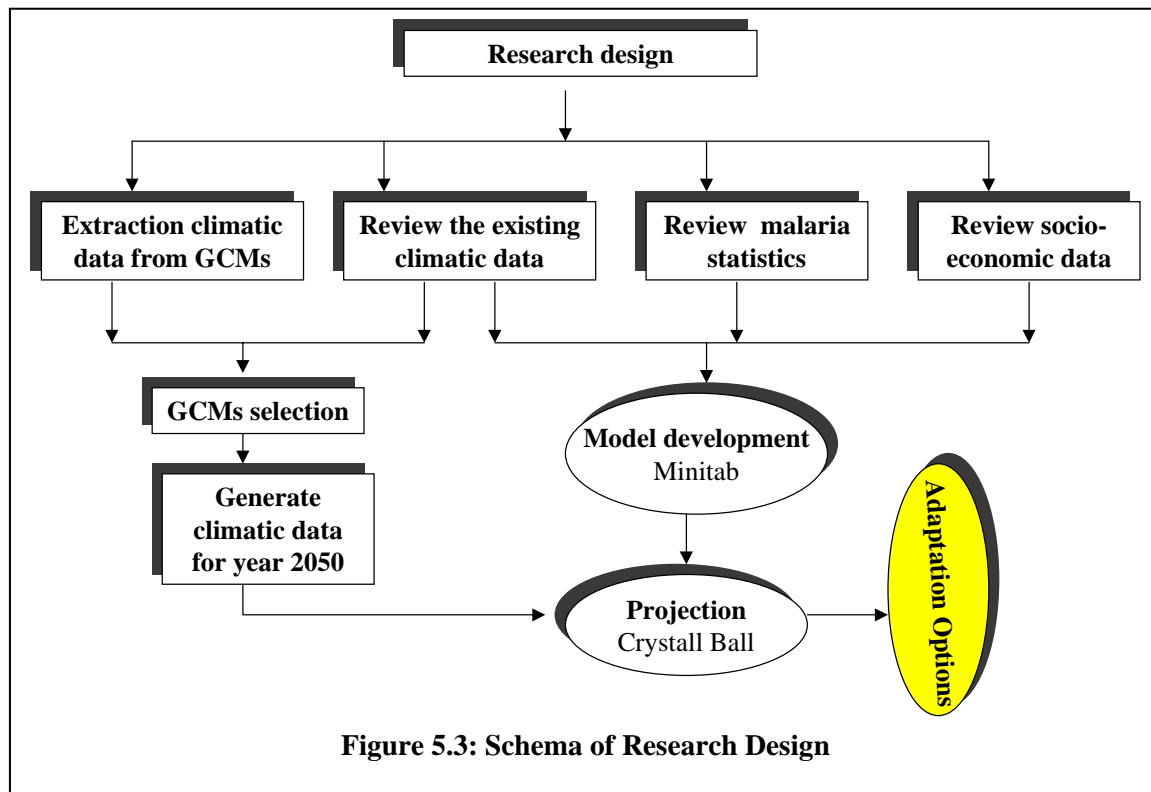 Research design
Extraction climatic
data from GCMs
Review the existing
climatic data
Review malaria
statistics
Review socio-
economic data
GCMs selection
Generate
climatic data
for year 2050
Model development
Minitab
Projection
Crystall Ball
Adaptation Options
Figure 5.3: Schema of Research Design